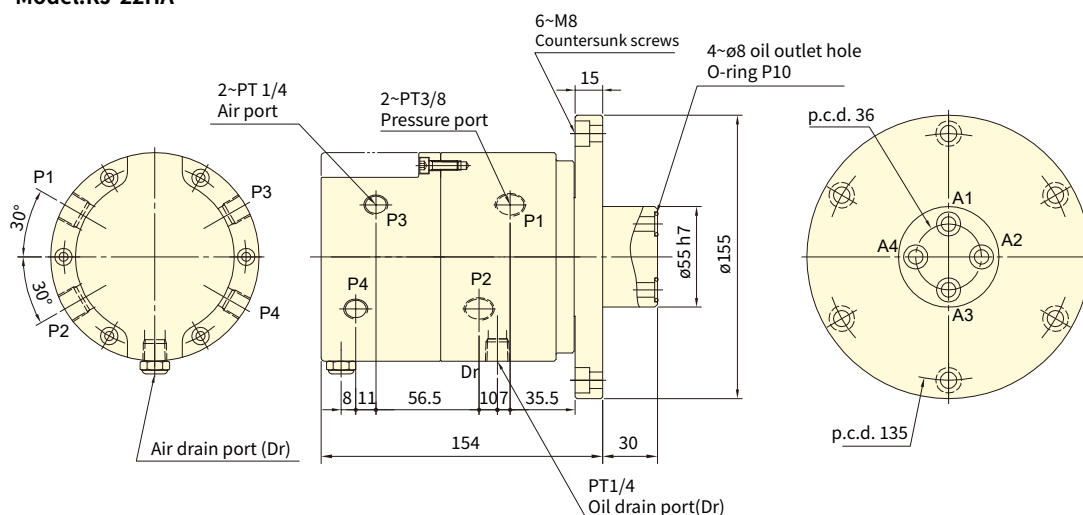 Model:RJ-22HA
6~M8
Countersunk screws
4~ø8 oil outlet hole
O-ring P10
15
2~PT 1/4
Air port
2~PT3/8
Pressure port
p.c.d. 36
P1
P3
30°
30°
P2
P4
P3
P1
P4
P2
ø55 h7
ø155
A1
A4
A2
A3
Dr
8
11
56.5
10
7
35.5
154
30
Air drain port (Dr)
p.c.d. 135
PT1/4
Oil drain port(Dr)